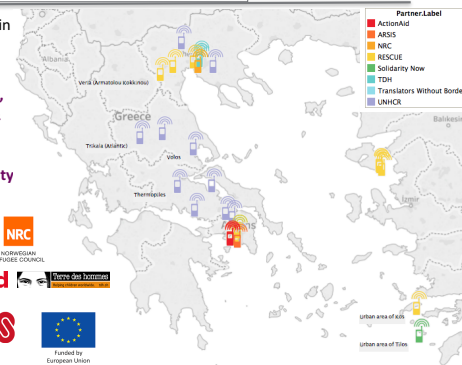 in
Partner.Label
ActionAid
ARSIS
NRC
RESCUE
Solidarity Now
TDH
Translators Without Borde
UNHCR
Albania
Veria (Armatolou Kokkinou)
Greece
Trikala (Atlantic)
Volos
Thermopiles
Balıkesi
Izmir
Urban area of Kos
Urban area of Tilos
ty
NRC
NORWEGIAN
FUGEE COUNCIL
d
Terre des hommes
S
Funded by
European Union